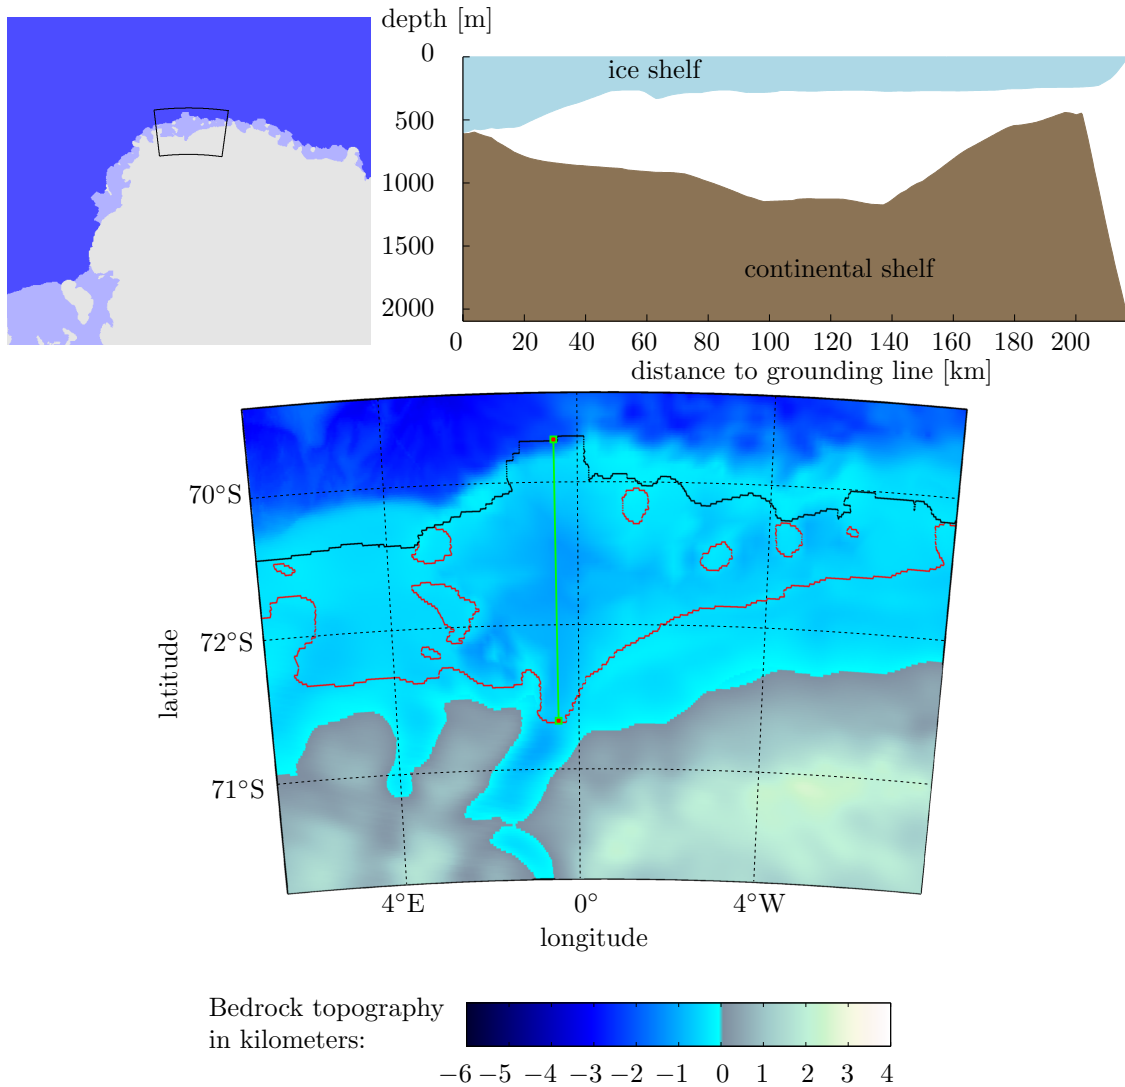 depth [m]
0
500
1000
1500
2000
ice shelf
continental shelf
0 20 40 60 80 100 120 140 160 180 200
distance to grounding line [km]
70°S
72°S
71°S
latitude
4°E 0° 4°W
longitude
Bedrock topography
in kilometers:
−6 −5 −4 −3 −2 −1 0 1 2 3 4